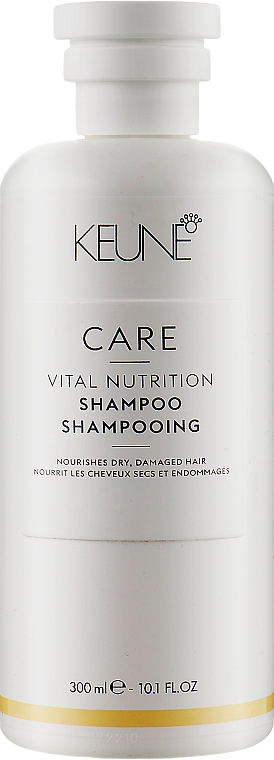 KEUNE
CARE
VITAL NUTRITION
SHAMPOO
SHAMPOOING
NOURISHES DRY, DAMAGED HAIR
NOURRIT LES CHEVEUX SECS ET ENDOMMAGÉS
300 ml ℮ - 10.1 FL.OZ